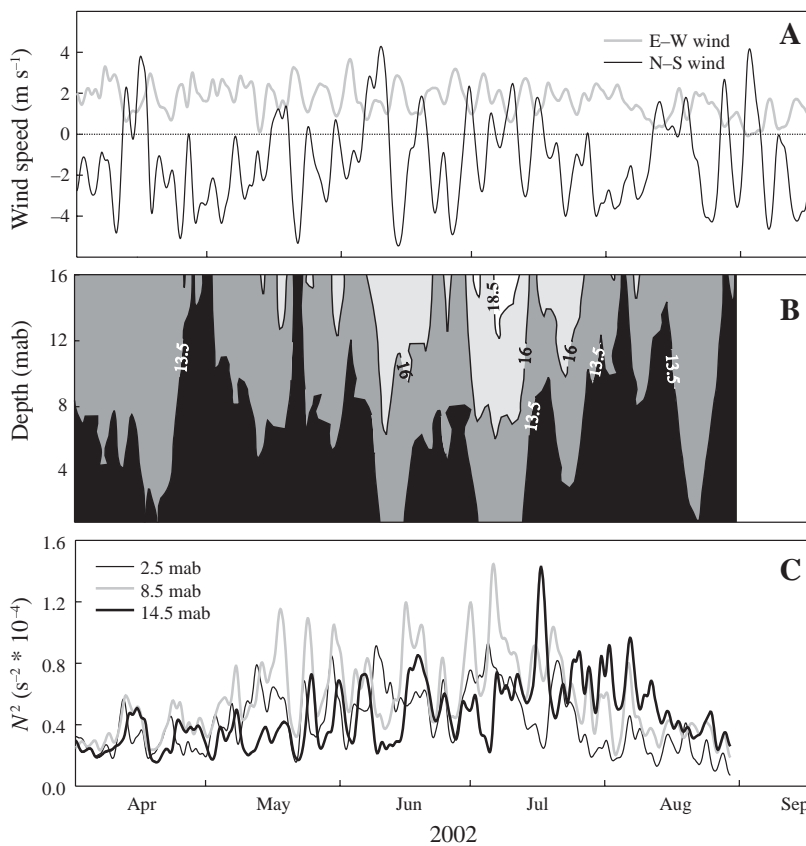 A
E–W wind
N–S wind
Wind speed (m s⁻¹)
4
2
0
–2
–4
B
Depth (mab)
16
12
8
4
13.5
16
18.5
16
13.5
16
13.5
13.5
C
2.5 mab
8.5 mab
14.5 mab
N² (s⁻² * 10⁻⁴)
1.6
1.2
0.8
0.4
0.0
Apr May Jun Jul Aug Sep
2002